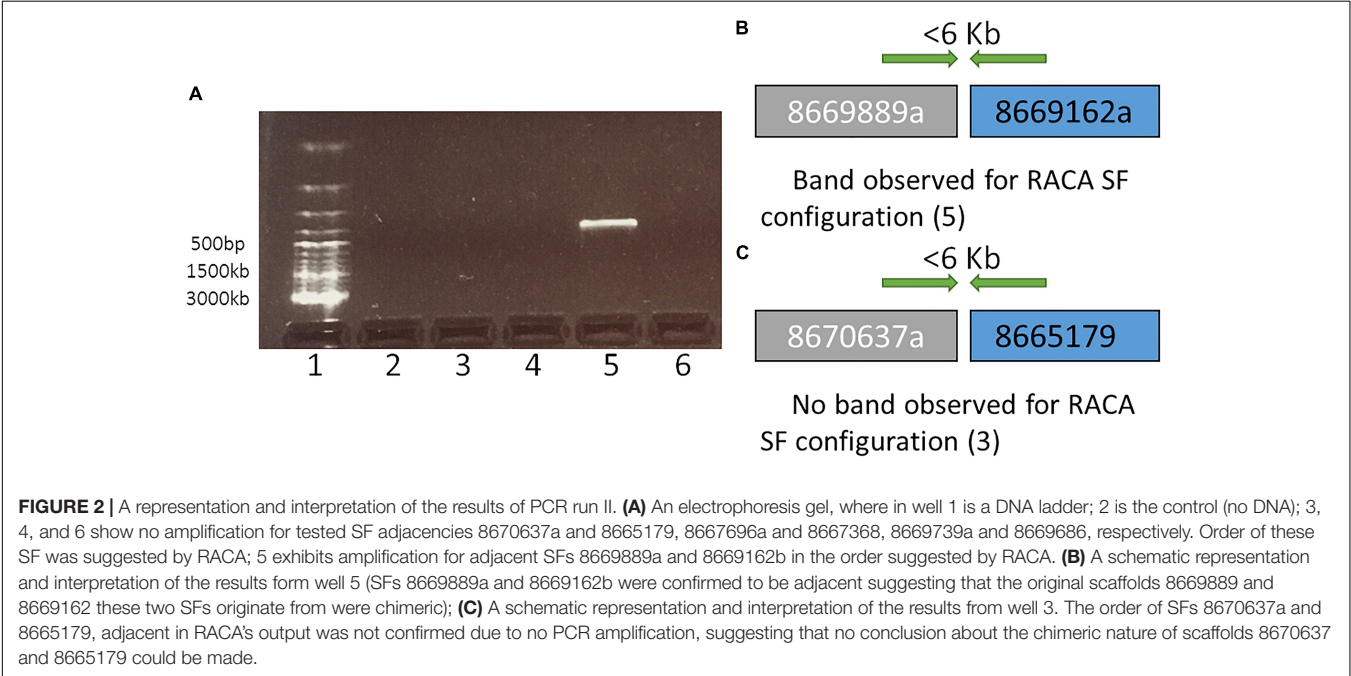 A
500bp
1500kb
3000kb
1 2 3 4 5 6
B
<6 Kb
8669889a 8669162a
Band observed for RACA SF
configuration (5)
C
<6 Kb
8670637a 8665179
No band observed for RACA
SF configuration (3)
FIGURE 2 | A representation and interpretation of the results of PCR run II. (A) An electrophoresis gel, where in well 1 is a DNA ladder; 2 is the control (no DNA); 3,
4, and 6 show no amplification for tested SF adjacencies 8670637a and 8665179, 8667696a and 8667368, 8669739a and 8669686, respectively. Order of these
SF was suggested by RACA; 5 exhibits amplification for adjacent SFs 8669889a and 8669162b in the order suggested by RACA. (B) A schematic representation
and interpretation of the results form well 5 (SFs 8669889a and 8669162b were confirmed to be adjacent suggesting that the original scaffolds 8669889 and
8669162 these two SFs originate from were chimeric); (C) A schematic representation and interpretation of the results from well 3. The order of SFs 8670637a and
8665179, adjacent in RACA's output was not confirmed due to no PCR amplification, suggesting that no conclusion about the chimeric nature of scaffolds 8670637
and 8665179 could be made.